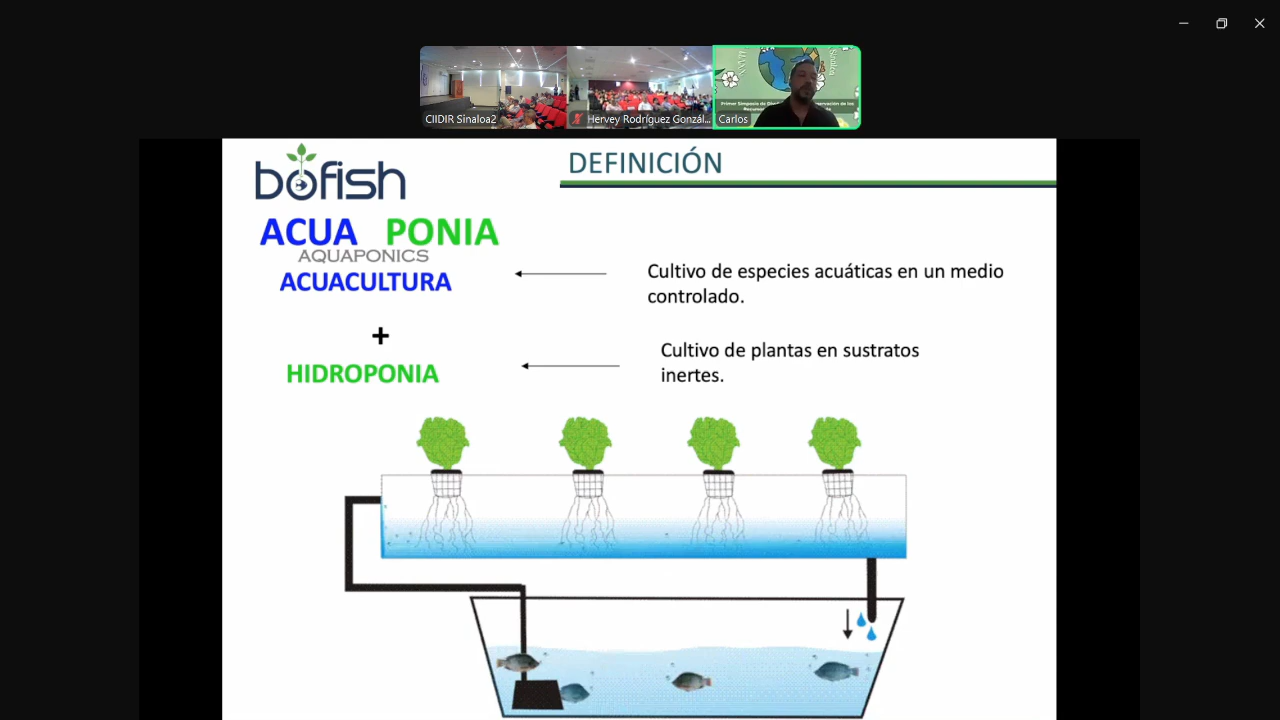 CIIDIR Sinaloa2
Hervey Rodríguez Gonzál...
Carlos
Sinaloa
bofish
DEFINICIÓN
ACUA PONIA
AQUAPONICS
ACUACULTURA
Cultivo de especies acuáticas en un medio
controlado.
+
HIDROPONIA
Cultivo de plantas en sustratos
inertes.